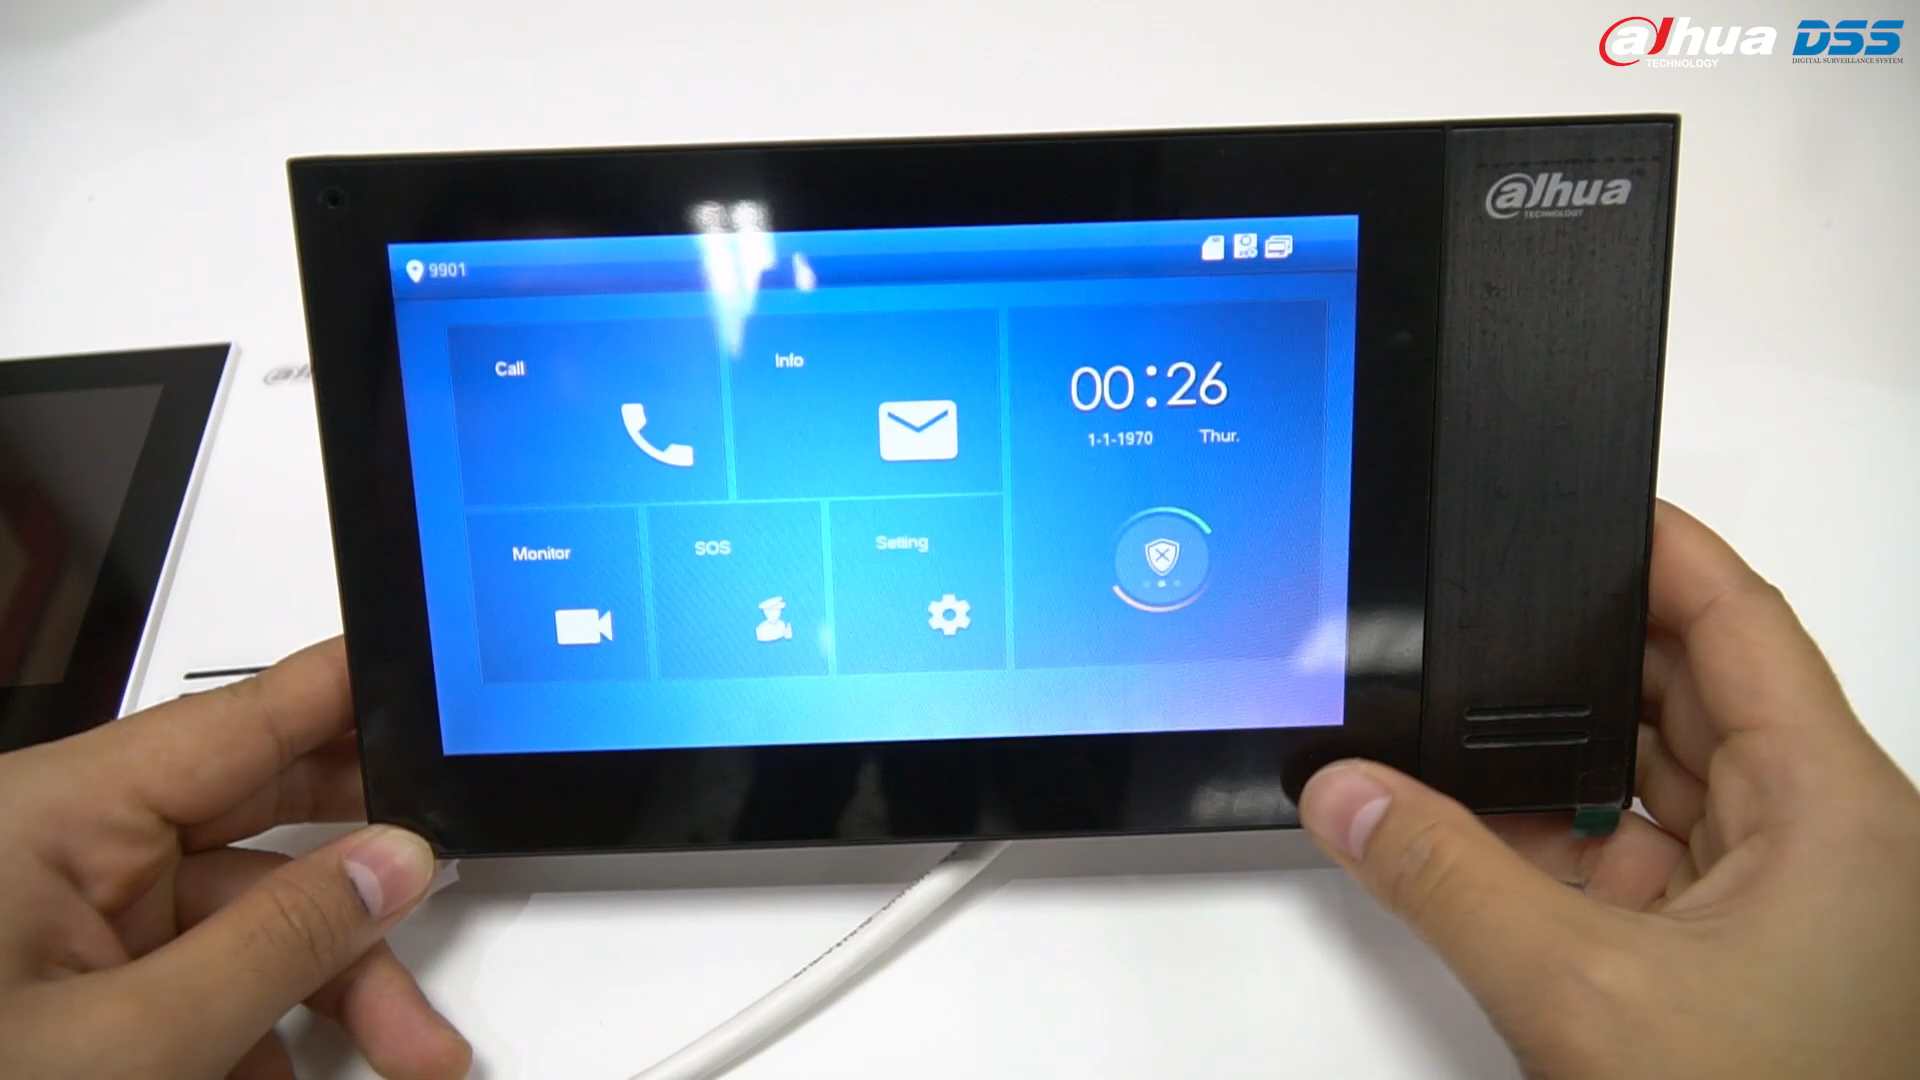 alhua DSS
TECHNOLOGY DIGITAL SURVEILLANCE SYSTEM
alhua
TECHNOLOGY
9901
Call
Info
00:26
1-1-1970 Thur.
Monitor
SOS
Setting